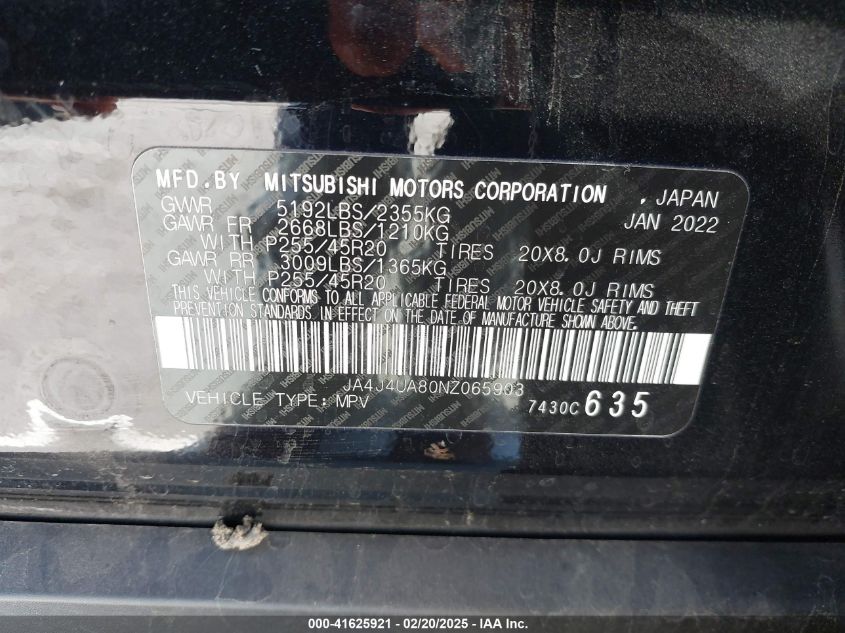 MFD.BY MITSUBISHI MOTORS CORPORATION , JAPAN
GWWR 5192LBS/2355KG JAN 2022
GAWR FR 2668LBS/1210KG
WITH P255/45R20 TIRES 20X8.0J RIMS
GAWR RR 3009LBS/1365KG
WITH P255/45R20 TIRES 20X8.0J RIMS
THIS VEHICLE CONFORMS TO ALL APPLICABLE FEDERAL MOTOR VEHICLE SAFETY AND THEFT
PREVENTION STANDARDS IN EFFECT ON THE DATE OF MANUFACTURE SHOWN ABOVE.
JA4J4UA80NZ065993
VEHICLE TYPE: MPV 7430C 635
000-41625921 / 02/20/2025 - © IAA Inc.